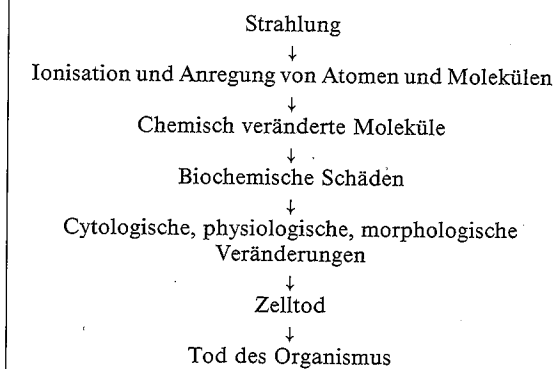 Strahlung
↓
Ionisation und Anregung von Atomen und Molekülen
↓
Chemisch veränderte Moleküle
↓
Biochemische Schäden
↓
Cytologische, physiologische, morphologische
Veränderungen
↓
Zelltod
↓
Tod des Organismus